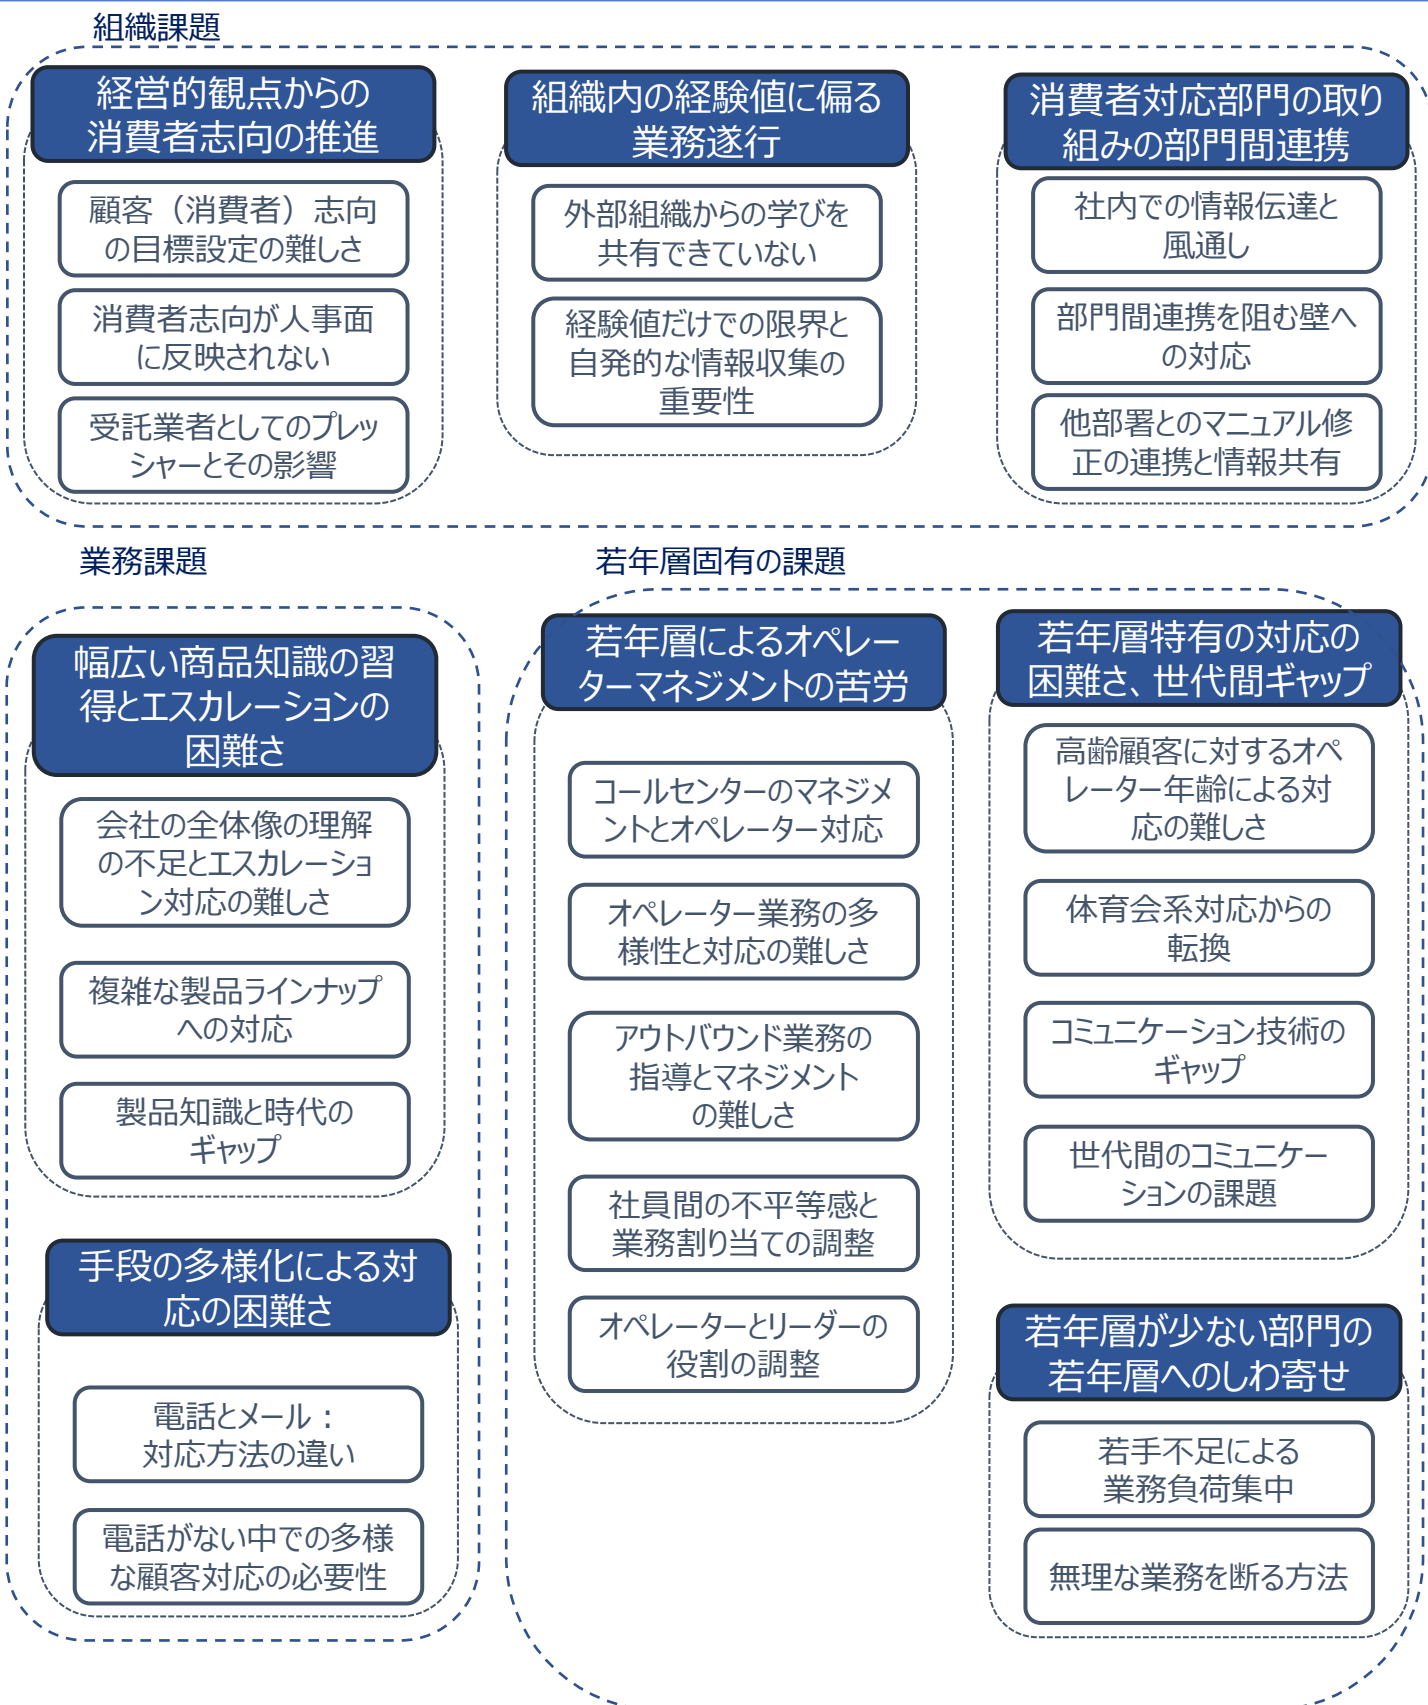 組織課題
経営的観点からの
消費者志向の推進
顧客（消費者）志向
の目標設定の難しさ
消費者志向が人事面
に反映されない
受託業者としてのプレッ
シャーとその影響
組織内の経験値に偏る
業務遂行
外部組織からの学びを
共有できていない
経験値だけでの限界と
自発的な情報収集の
重要性
消費者対応部門の取り
組みの部門間連携
社内での情報伝達と
風通し
部門間連携を阻む壁へ
の対応
他部署とのマニュアル修
正の連携と情報共有
業務課題
幅広い商品知識の習
得とエスカレーションの
困難さ
会社の全体像の理解
の不足とエスカレーショ
ン対応の難しさ
複雑な製品ラインナップ
への対応
製品知識と時代の
ギャップ
手段の多様化による対
応の困難さ
電話とメール：
対応方法の違い
電話がない中での多様
な顧客対応の必要性
若年層固有の課題
若年層によるオペレー
ターマネジメントの苦労
コールセンターのマネジメ
ントとオペレーター対応
オペレーター業務の多
様性と対応の難しさ
アウトバウンド業務の
指導とマネジメント
の難しさ
社員間の不平等感と
業務割り当ての調整
オペレーターとリーダーの
役割の調整
若年層特有の対応の
困難さ、世代間ギャップ
高齢顧客に対するオペ
レーター年齢による対
応の難しさ
体育会系対応からの
転換
コミュニケーション技術の
ギャップ
世代間のコミュニケー
ションの課題
若年層が少ない部門の
若年層へのしわ寄せ
若手不足による
業務負荷集中
無理な業務を断る方法